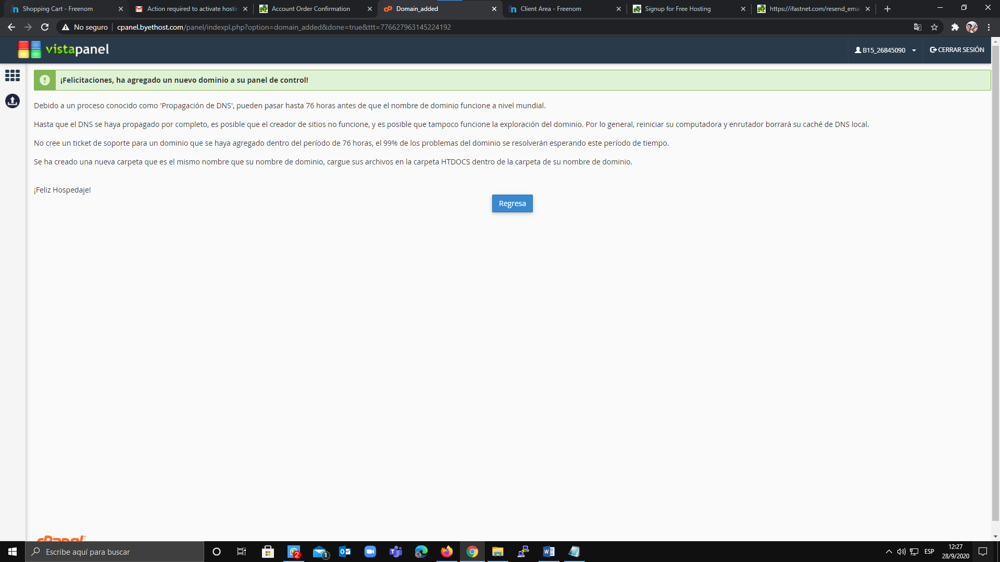 Shopping Cart - Freenom
Action required to activate hostin
Account Order Confirmation
Domain_added
Client Area - Freenom
Signup for Free Hosting
https://ifastnet.com/resend_ema
No seguro
cpanel.byethost.com/panel/indexpl.php?option=domain_added&done=true&ttt=776627963145224192
vistapanel
B15_26845090
CERRAR SESIÓN
¡Felicitaciones, ha agregado un nuevo dominio a su panel de control!
Debido a un proceso conocido como 'Propagación de DNS', pueden pasar hasta 76 horas antes de que el nombre de dominio funcione a nivel mundial.
Hasta que el DNS se haya propagado por completo, es posible que el creador de sitios no funcione, y es posible que tampoco funcione la exploración del dominio. Por lo general, reiniciar su computadora y enrutador borrará su caché de DNS local.
No cree un ticket de soporte para un dominio que se haya agregado dentro del período de 76 horas, el 99% de los problemas del dominio se resolverán esperando este período de tiempo.
Se ha creado una nueva carpeta que es el mismo nombre que su nombre de dominio, cargue sus archivos en la carpeta HTDOCS dentro de la carpeta de su nombre de dominio.
¡Feliz Hospedaje!
Regresa
cPanel
Escribe aquí para buscar
2
1
ESP
12:27
28/9/2020